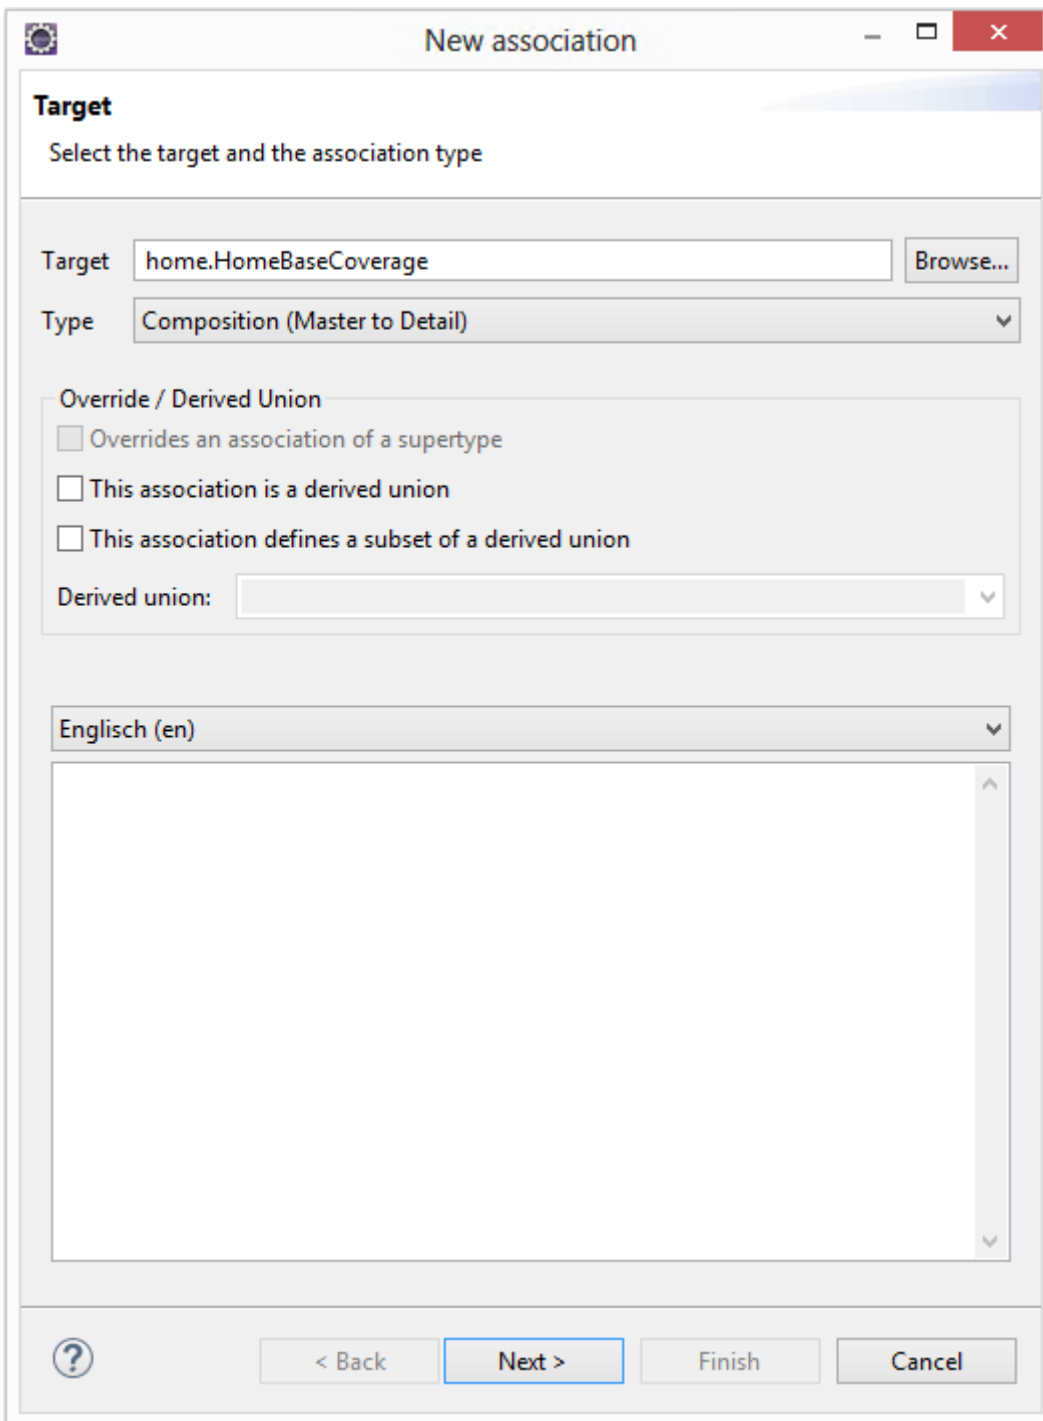 New association
Target
Select the target and the association type
Target home.HomeBaseCoverage Browse...
Type Composition (Master to Detail)
Override / Derived Union
Overrides an association of a supertype
This association is a derived union
This association defines a subset of a derived union
Derived union:
Englisch (en)
? < Back Next > Finish Cancel